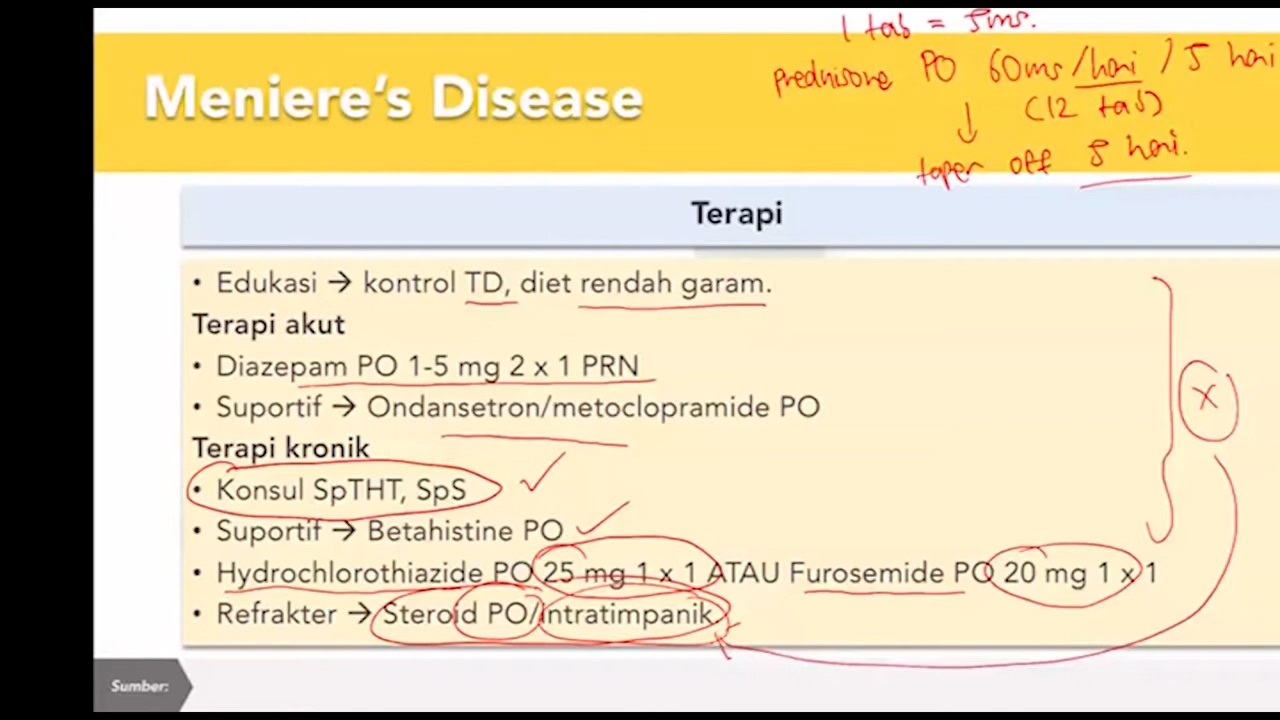 1 tab = 5mg.
Meniere's Disease
prednisone PO 60mg/hari / 5 hari
(12 tab)
↓
taper off 5 hari.
Terapi
• Edukasi → kontrol TD, diet rendah garam.
Terapi akut
• Diazepam PO 1-5 mg 2 x 1 PRN
• Suportif → Ondansetron/metoclopramide PO
Terapi kronik
• Konsul SpTHT, SpS
• Suportif → Betahistine PO
• Hydrochlorothiazide PO 25 mg 1 x 1 ATAU Furosemide PO 20 mg 1 x 1
• Refrakter → Steroid PO/Intratimpanik
X
Sumber: